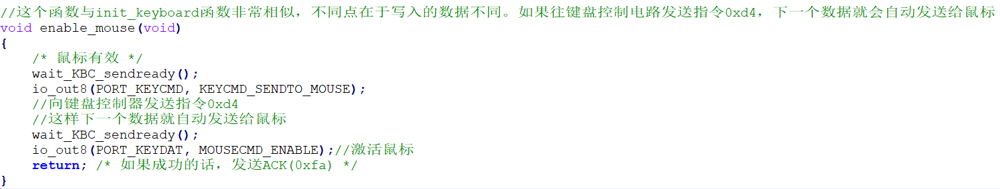 //这个函数与init_keyboard函数非常相似，不同点在于写入的数据不同。如果往键盘控制电路发送指令0xd4，下一个数据就会自动发送给鼠标
void enable_mouse(void)
{
    /* 鼠标有效 */
    wait_KBC_sendready();
    io_out8(PORT_KEYCMD, KEYCMD_SENDTO_MOUSE);
    //向键盘控制器发送指令0xd4
    //这样下一个数据就自动发送给鼠标
    wait_KBC_sendready();
    io_out8(PORT_KEYDAT, MOUSECMD_ENABLE);//激活鼠标
    return; /* 如果成功的话，发送ACK(0xfa) */
}